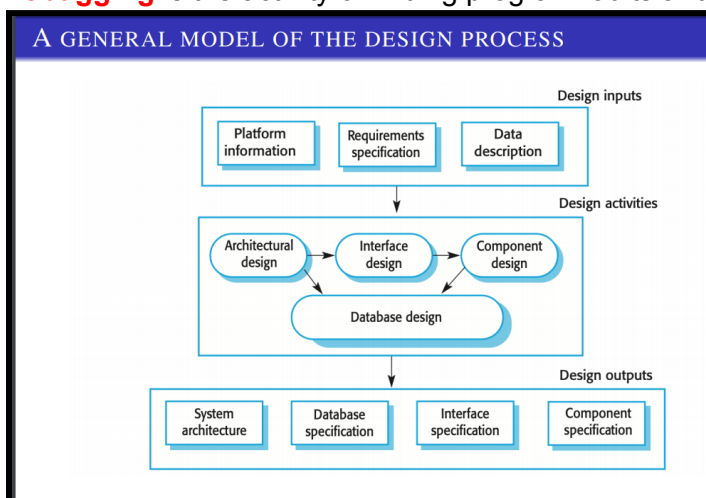 A GENERAL MODEL OF THE DESIGN PROCESS
Design inputs
Platform
information
Requirements
specification
Data
description
Design activities
Architectural
design
Interface
design
Component
design
Database design
Design outputs
System
architecture
Database
specification
Interface
specification
Component
specification